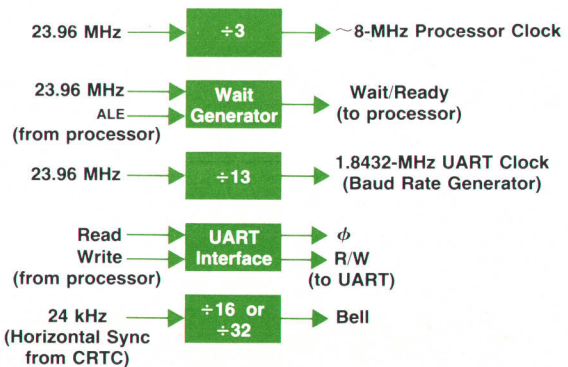 23.96 MHz
÷3
~8-MHz Processor Clock
23.96 MHz
ALE
(from processor)
Wait
Generator
Wait/Ready
(to processor)
23.96 MHz
÷13
1.8432-MHz UART Clock
(Baud Rate Generator)
Read
Write
(from processor)
UART
Interface
ϕ
R/W
(to UART)
24 kHz
(Horizontal Sync
from CRTC)
÷16 or
÷32
Bell